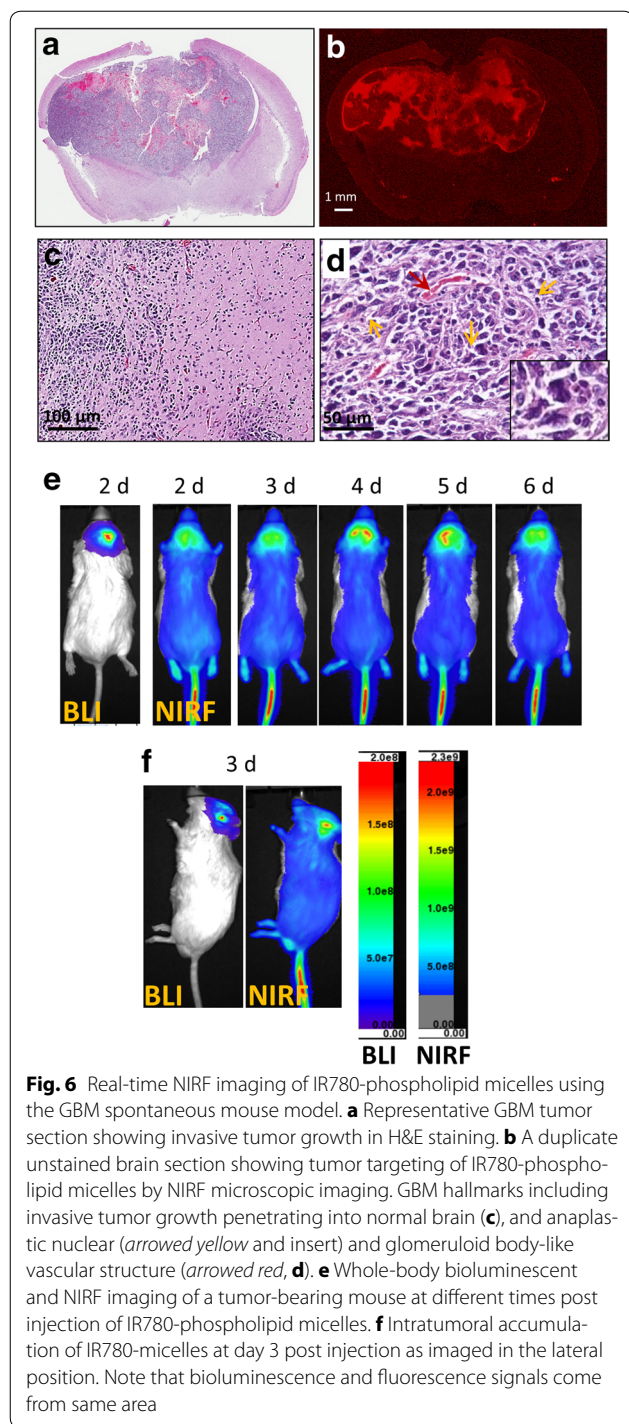 a
b
1 mm
c
d
100 μm
50 μm
e
2 d 2 d 3 d 4 d 5 d 6 d
BLI
NIRF
f
3 d
BLI
NIRF
2.0e8
1.5e8
1.0e8
5.0e7
0.00
0.00
BLI
2.3e9
2.0e9
1.5e9
1.0e9
5.0e8
0.00
0.00
NIRF
Fig. 6 Real-time NIRF imaging of IR780-phospholipid micelles using
the GBM spontaneous mouse model. a Representative GBM tumor
section showing invasive tumor growth in H&E staining. b A duplicate
unstained brain section showing tumor targeting of IR780-phospho-
lipid micelles by NIRF microscopic imaging. GBM hallmarks including
invasive tumor growth penetrating into normal brain (c), and anaplas-
tic nuclear (arrowed yellow and insert) and glomeruloid body-like
vascular structure (arrowed red, d). e Whole-body bioluminescent
and NIRF imaging of a tumor-bearing mouse at different times post
injection of IR780-phospholipid micelles. f Intratumoral accumula-
tion of IR780-micelles at day 3 post injection as imaged in the lateral
position. Note that bioluminescence and fluorescence signals come
from same area